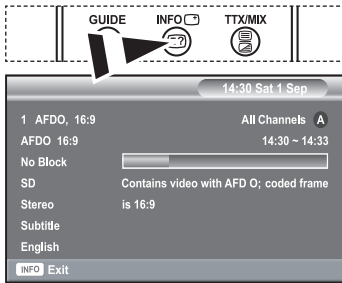 GUIDE INFO TTX/MIX
?
14:30 Sat 1 Sep
1 AFDO, 16:9 All Channels A
AFDO 16:9 14:30 ~ 14:33
No Block
SD Contains video with AFD O; coded frame
Stereo is 16:9
Subtitle
English
INFO Exit